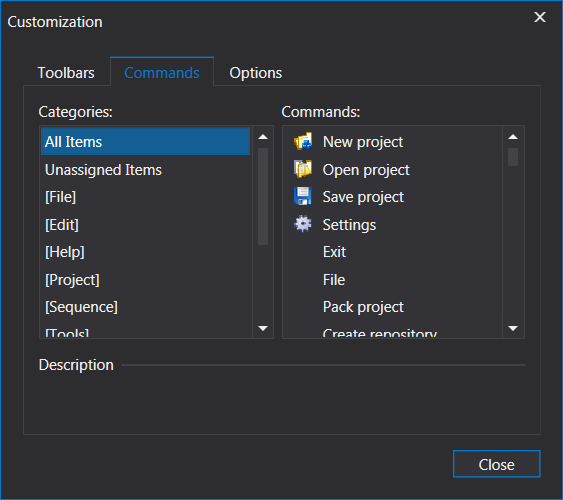 Customization
Toolbars
Commands
Options
Categories:
Commands:
All Items
Unassigned Items
[File]
[Edit]
[Help]
[Project]
[Sequence]
[Tools]
New project
Open project
Save project
Settings
Exit
File
Pack project
Create repository
Description
Close